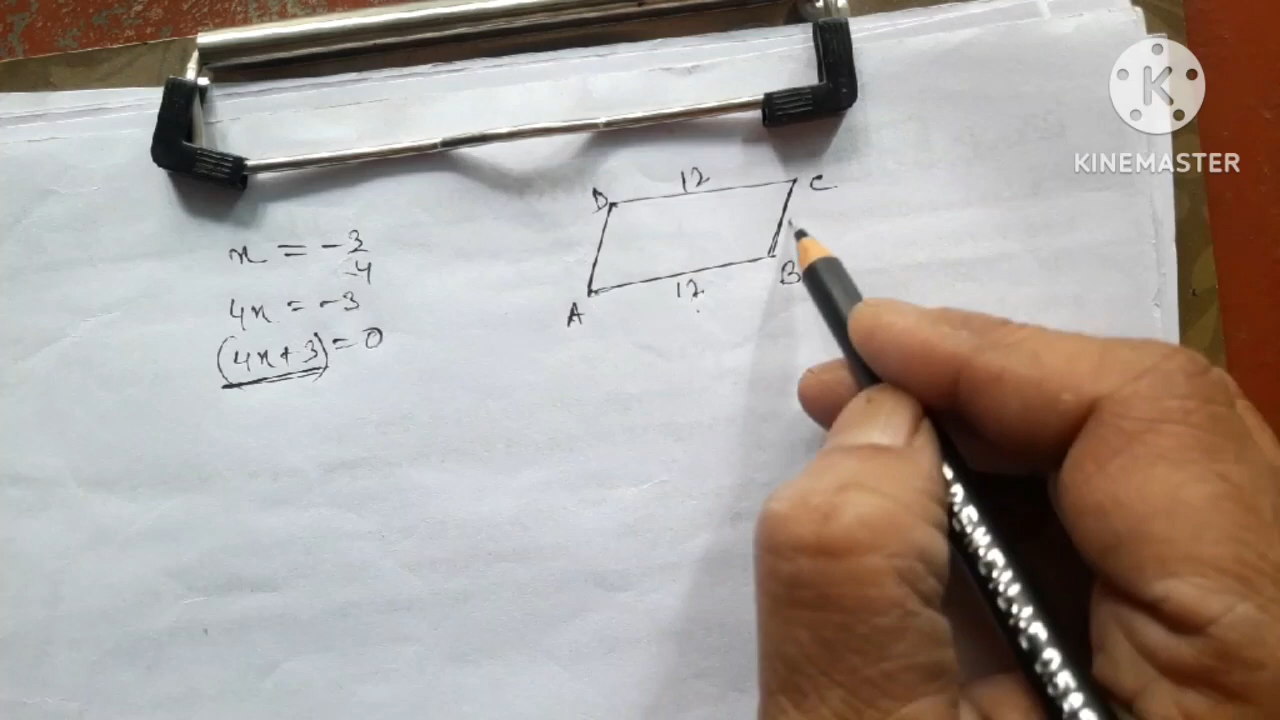 K
KINEMASTER
D 12 C
x = -3
-4
4x = -3
(4x + 3) = 0
A 12 B